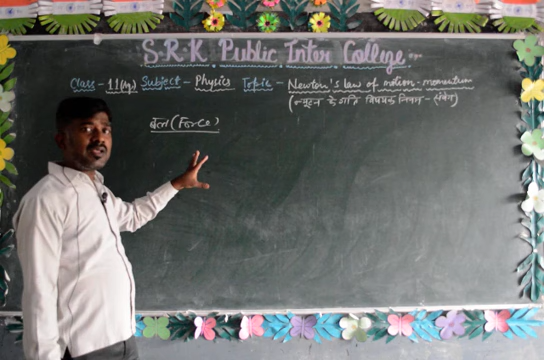 S.R.K. Public Inter College
Class - 11 Subject - Physics Topic - Newton's law of motion - momentum
(न्यूटन के गति विषयक नियम - संवेग)
बल (Force)